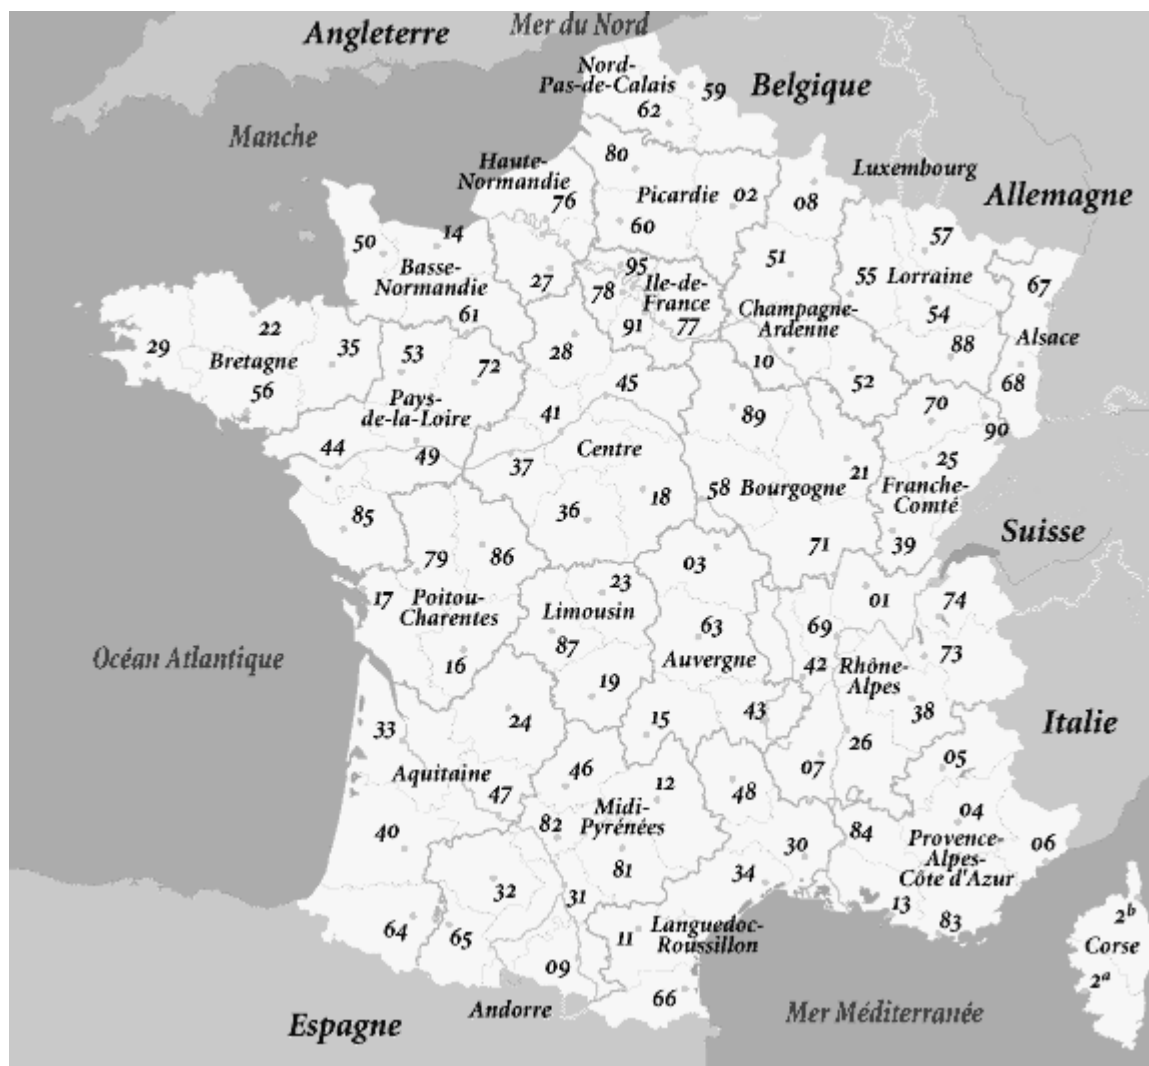 Mer du Nord
Angleterre
Nord-
Pas-de-Calais
59
Belgique
62
Manche
80
Haute-
Normandie
Luxembourg
Allemagne
Picardie
02
08
76
60
14
50
57
51
95
Basse-
Normandie
27
78
Ile-de-
France
55
Lorraine
67
61
91
77
Champagne-
Ardenne
54
22
29
Bretagne
35
53
72
28
10
88
Alsace
56
45
52
68
Pays-
de-la-Loire
41
89
70
90
44
49
37
Centre
21
25
18
58
Bourgogne
Franche-
Comté
85
36
Suisse
79
86
71
39
03
23
17
Poitou-
Charentes
Limousin
01
74
63
69
87
Océan Atlantique
Auvergne
73
16
42
Rhône-
Alpes
19
24
15
43
38
33
26
Italie
07
05
Aquitaine
46
12
47
48
Midi-
Pyrénées
04
82
40
84
30
Provence-
Alpes-
Côte d'Azur
06
81
34
32
31
13
2b
64
65
11
Languedoc-
Roussillon
83
Corse
09
2a
66
Andorre
Mer Méditerranée
Espagne